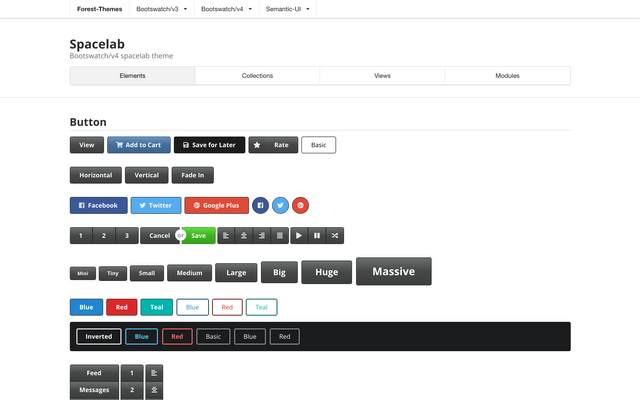 Forest-Themes Bootswatch/v3 Bootswatch/v4 Semantic-UI
Spacelab
Bootswatch/v4 spacelab theme
Elements Collections Views Modules
Button
View Add to Cart Save for Later Rate Basic
Horizontal Vertical Fade In
Facebook Twitter Google Plus
1 2 3 Cancel or Save
Mini Tiny Small Medium Large Big Huge Massive
Blue Red Teal Blue Red Teal
Inverted Blue Red Basic Blue Red
Feed 1
Messages 2